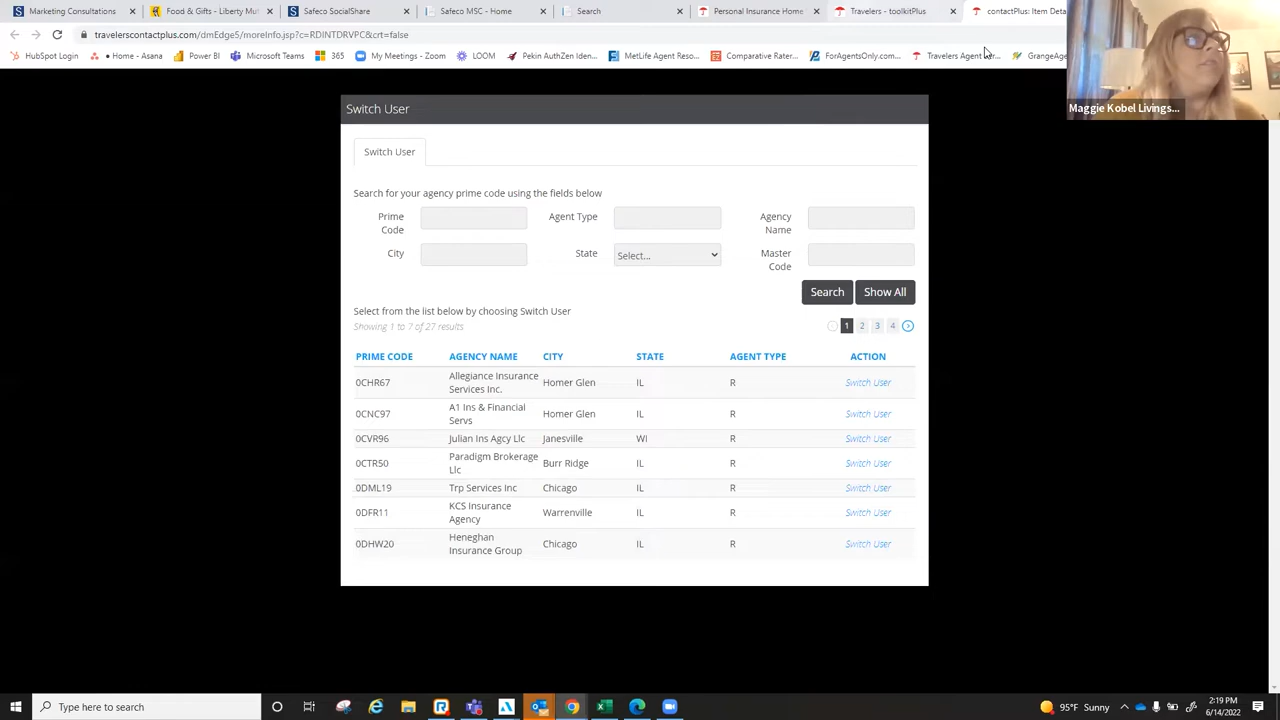 Marketing Consultations
Food & Gifts - Liberty Mut
Safeco SocialShare
Safeco MSC - Home
Search
Personal Insurance Home
Travelers - toolkitPlus
contactPlus: Item Deta
travelerscontactplus.com/dmEdge5/moreInfo.jsp?c=RDINTDRVPC&crt=false
HubSpot Login
Home - Asana
Power BI
Microsoft Teams
365
My Meetings - Zoom
LOOM
Pekin AuthZen Iden...
MetLife Agent Reso...
Comparative Rater...
ForAgentsOnly.com...
Travelers Agent
GrangeAge
Maggie Kobel Livings...
Switch User
Switch User
Search for your agency prime code using the fields below
Prime Code
Agent Type
Agency Name
City
State
Select...
Master Code
Search
Show All
Select from the list below by choosing Switch User
Showing 1 to 7 of 27 results
1 2 3 4
PRIME CODE AGENCY NAME CITY STATE AGENT TYPE ACTION
0CHR67 Allegiance Insurance Services Inc. Homer Glen IL R Switch User
0CNC97 A1 Ins & Financial Servs Homer Glen IL R Switch User
0CVR96 Julian Ins Agcy Llc Janesville WI R Switch User
0CTR50 Paradigm Brokerage Llc Burr Ridge IL R Switch User
0DML19 Trp Services Inc Chicago IL R Switch User
0DFR11 KCS Insurance Agency Warrenville IL R Switch User
0DHW20 Heneghan Insurance Group Chicago IL R Switch User
Type here to search
95°F Sunny
2:19 PM
6/14/2022